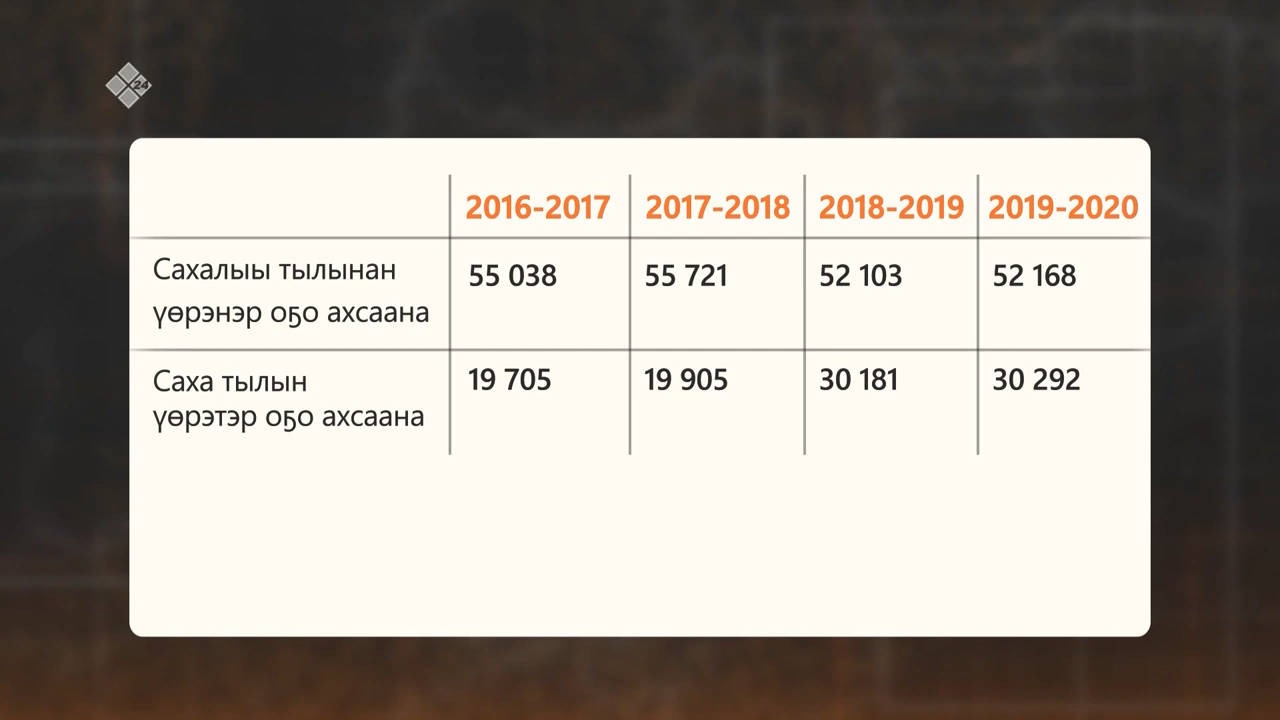 24
2016-2017 2017-2018 2018-2019 2019-2020
Сахалыы тылынан 55 038 55 721 52 103 52 168
үөрэнэр оҕо ахсаана
Саха тылын 19 705 19 905 30 181 30 292
үөрэтэр оҕо ахсаана